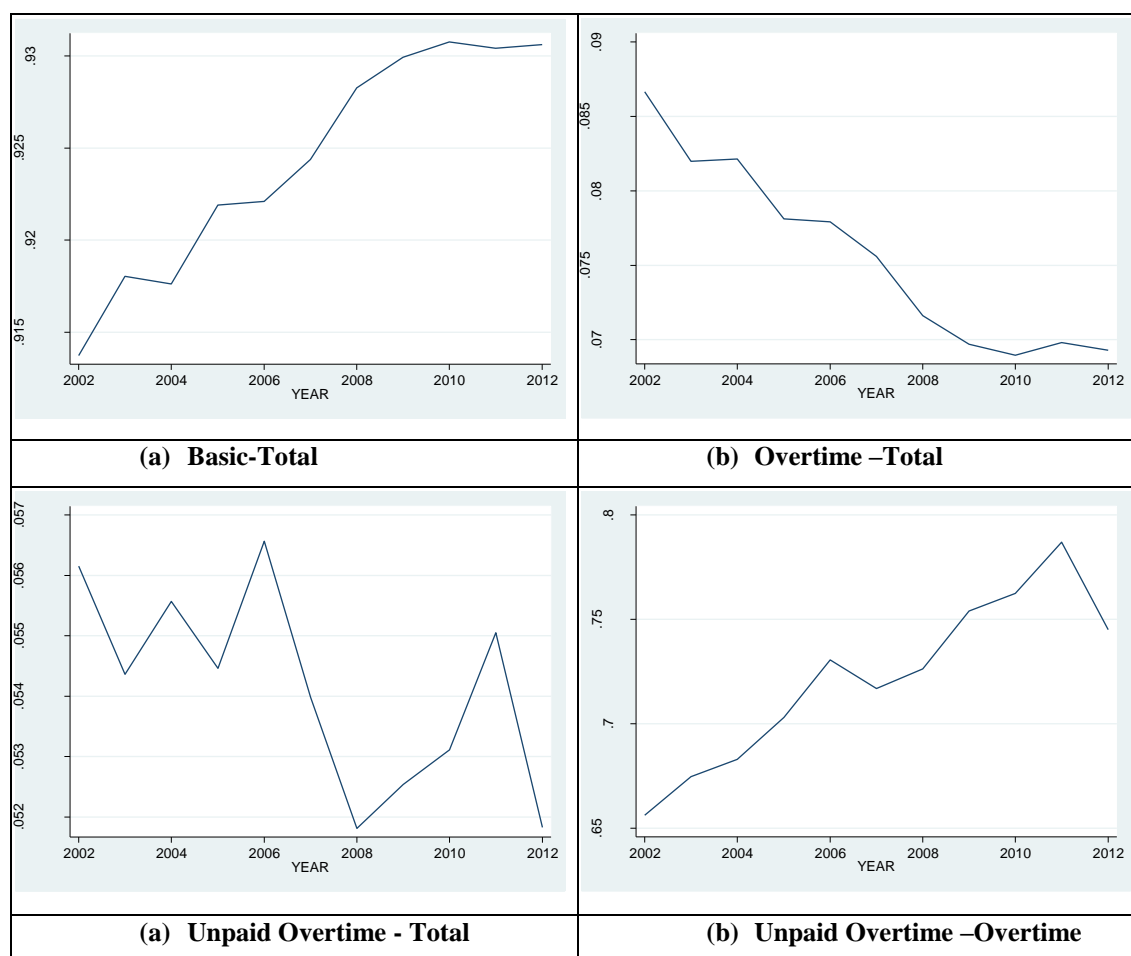 .93
.925
.92
.915
2002 2004 2006 2008 2010 2012
YEAR
.09
.085
.08
.075
.07
2002 2004 2006 2008 2010 2012
YEAR
(a) Basic-Total
(b) Overtime –Total
.057
.056
.055
.054
.053
.052
2002 2004 2006 2008 2010 2012
YEAR
.8
.75
.7
.65
2002 2004 2006 2008 2010 2012
YEAR
(a) Unpaid Overtime - Total
(b) Unpaid Overtime –Overtime